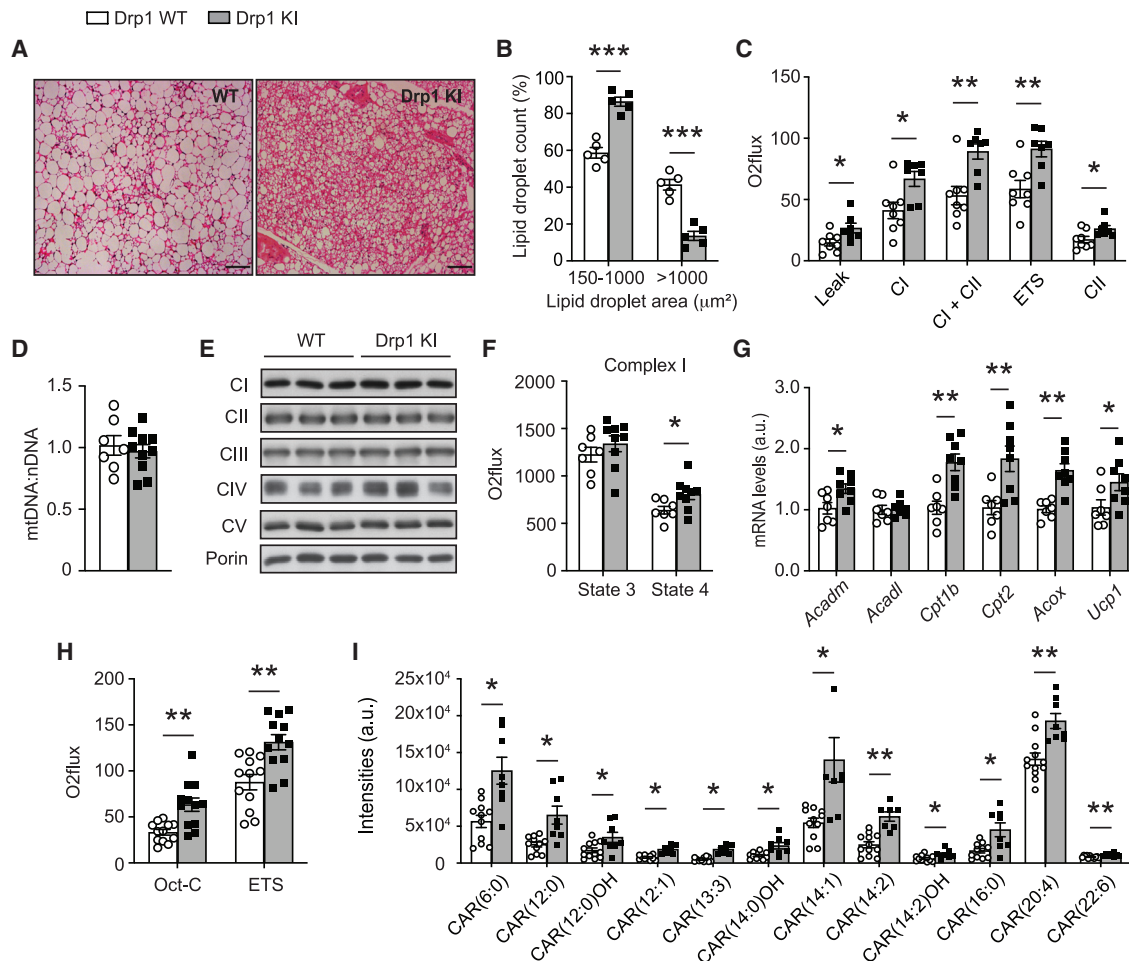 Drp1 WT Drp1 KI
A
WT
Drp1 KI
B
***
***
Lipid droplet count (%)
100
80
60
40
20
0
150-1000 >1000
Lipid droplet area (μm²)
C
O2flux
150
100
50
0
* * ** ** *
Leak
CI
CI + CII
ETS
CII
D
mtDNA:nDNA
1.5
1.0
0.5
0
E
WT Drp1 KI
CI
CII
CIII
CIV
CV
Porin
F
Complex I
O2flux
2000
1500
1000
500
0
*
State 3 State 4
G
mRNA levels (a.u.)
3.0
2.0
1.0
0.0
* ** ** ** *
Acadm
Acadl
Cpt1b
Cpt2
Acox
Ucp1
H
O2flux
200
150
100
50
0
** **
Oct-C ETS
I
Intensities (a.u.)
25x10⁴
20x10⁴
15x10⁴
10x10⁴
5x10⁴
0
* * * * * * * ** * * ** **
CAR(6:0)
CAR(12:0)
CAR(12:0)OH
CAR(12:1)
CAR(13:3)
CAR(14:0)OH
CAR(14:1)
CAR(14:2)
CAR(14:2)OH
CAR(16:0)
CAR(20:4)
CAR(22:6)